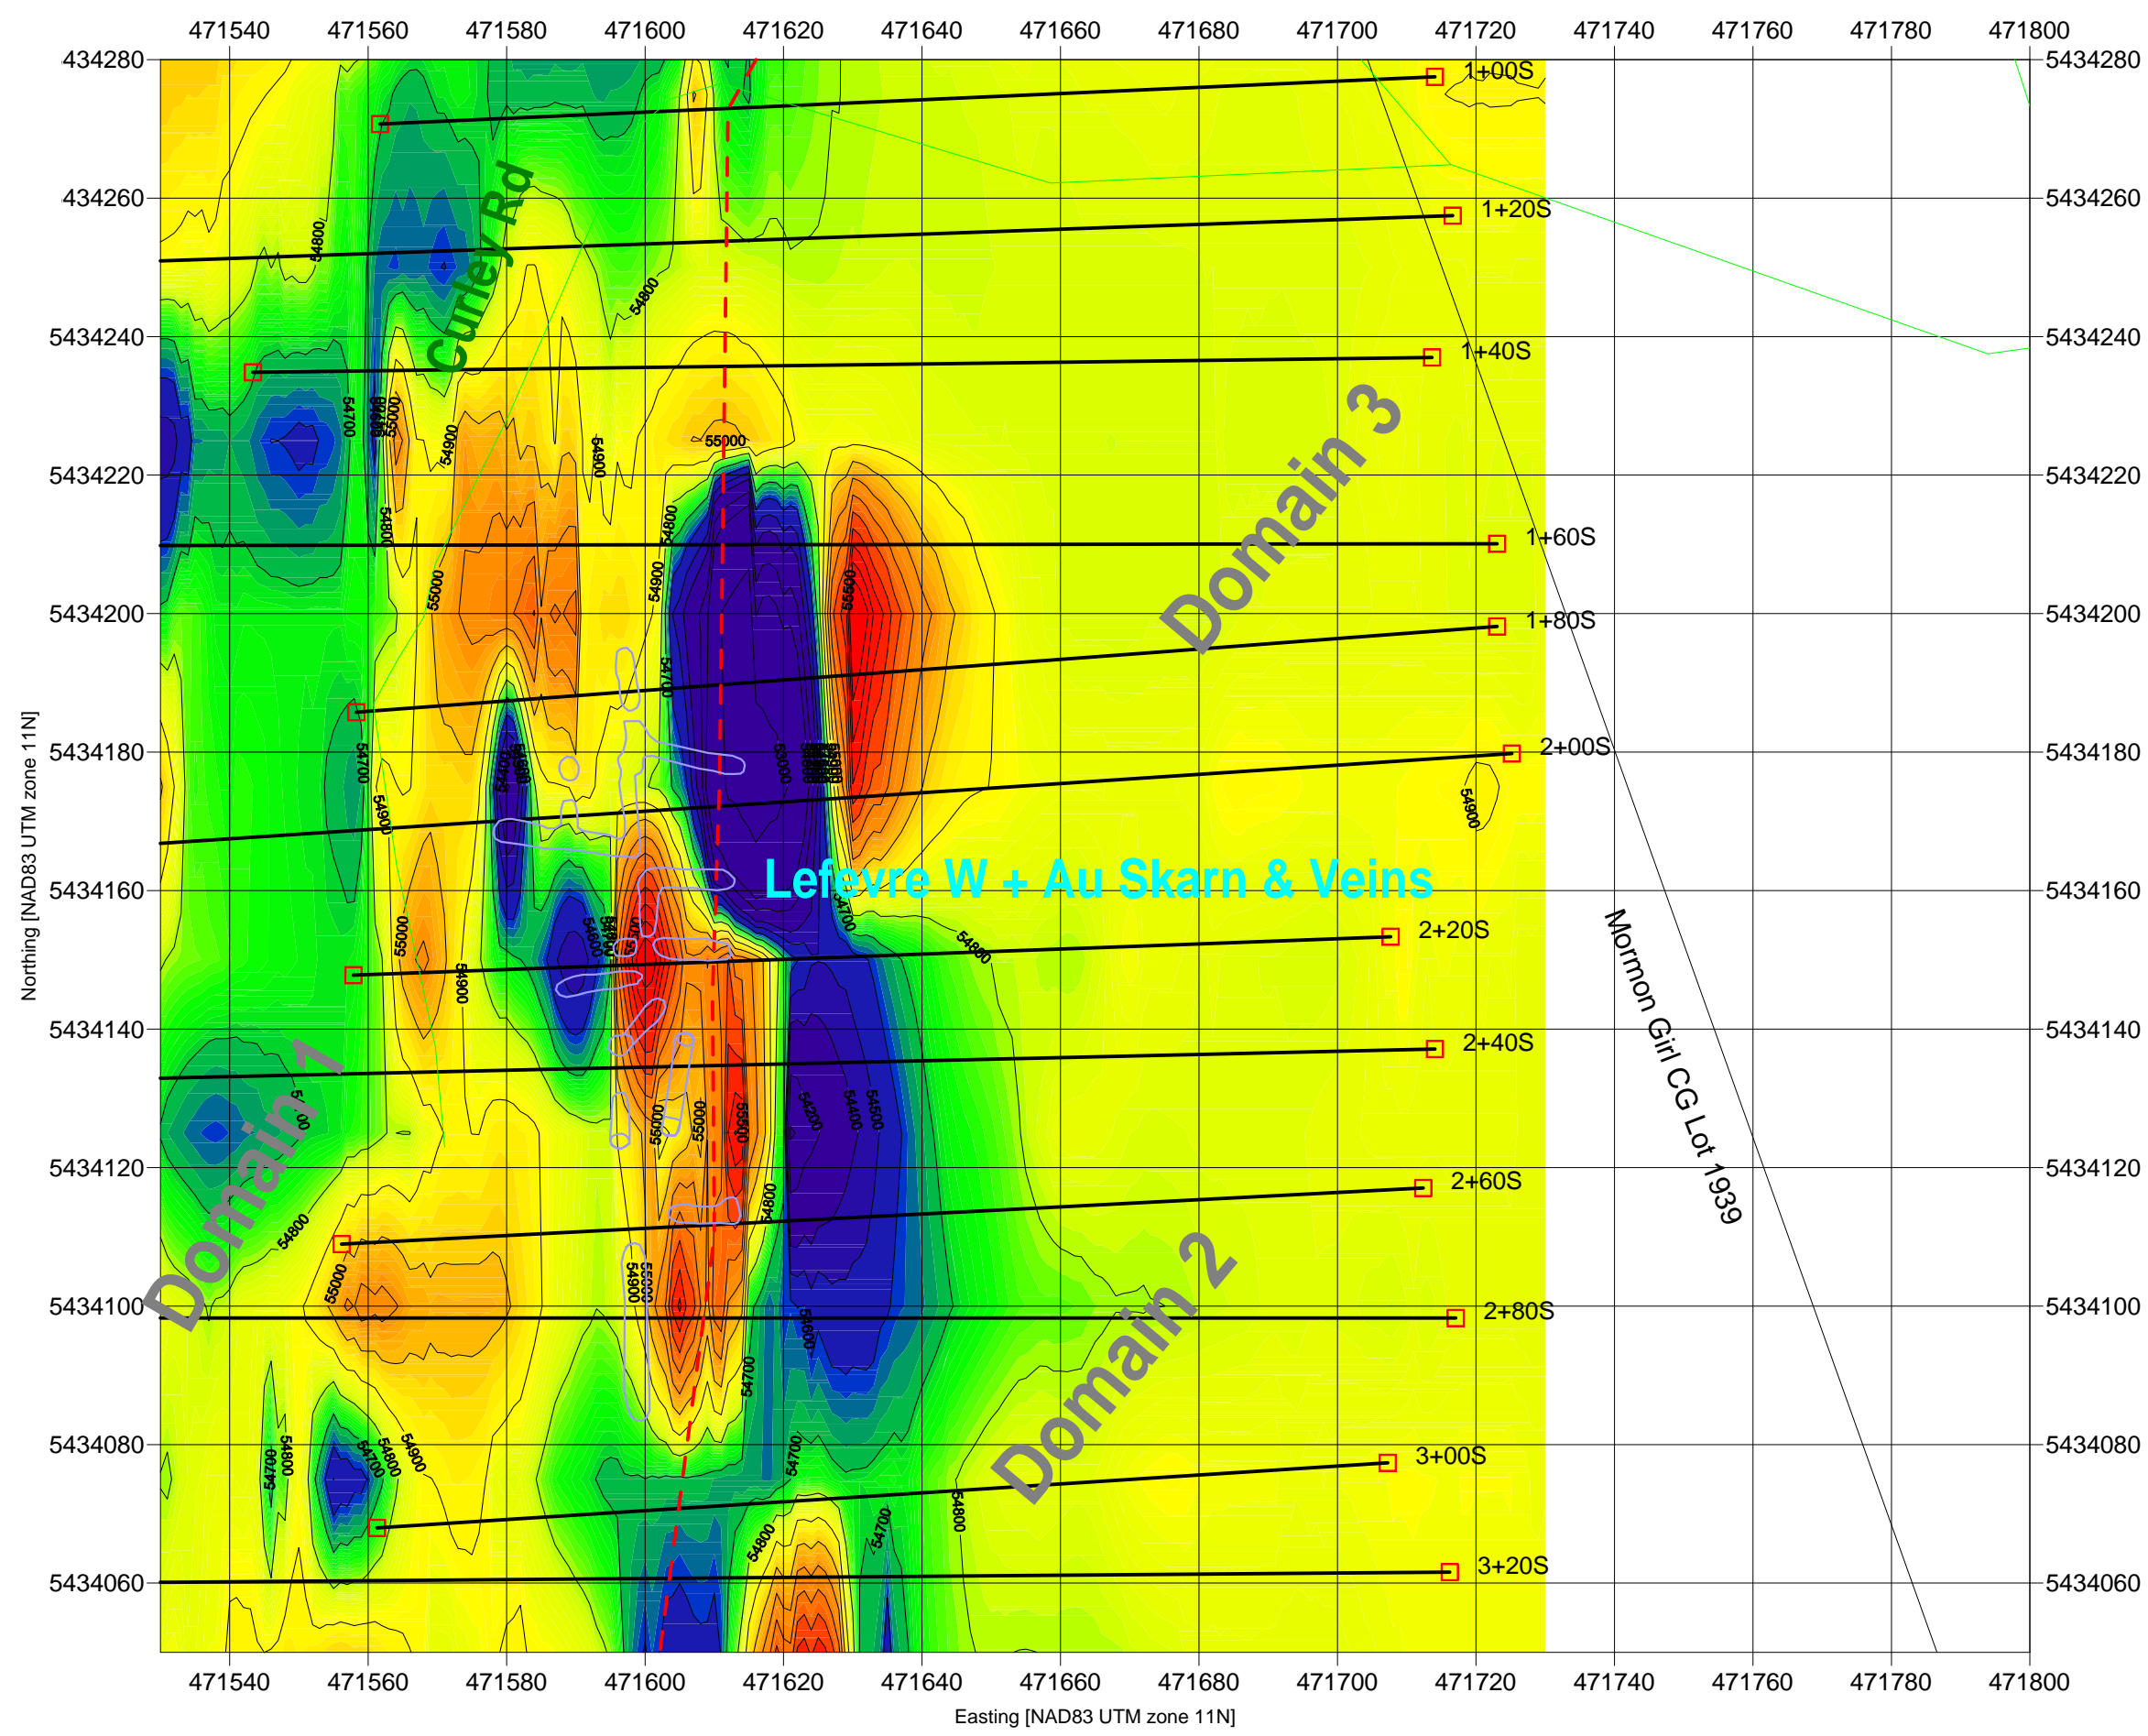 471540 471560 471580 471600 471620 471640 471660 471680 471700 471720 471740 471760 471780 471800
434280 5434280
1+00S
434260 5434260
1+20S
Curley Rd
54800
54800
5434240 5434240
1+40S
54700
55000
54900
54900
55000
Domain 3
5434220 5434220
54800
54800
1+60S
55000
54900
55500
5434200 5434200
1+80S
54700
5434180 5434180
2+00S
54700
54400
53800
54900
54900
5434160 5434160
Lefevre W + Au Skarn & Veins
54700
2+20S
55000
54600
54800
54900
Mormon Girl CG Lot 1939
5434140 5434140
2+40S
Domain 1
54200
54400
54500
55000
55000
55500
5434120 5434120
2+60S
54800
54800
Domain 2
55000
54900
5434100 5434100
2+80S
54600
54700
5434080 5434080
3+00S
54700
54800
54700
54800
54900
54700
54800
54800
54700
5434060 5434060
3+20S
471540 471560 471580 471600 471620 471640 471660 471680 471700 471720 471740 471760 471780 471800
Easting [NAD83 UTM zone 11N]
Northing [NAD83 UTM zone 11N]